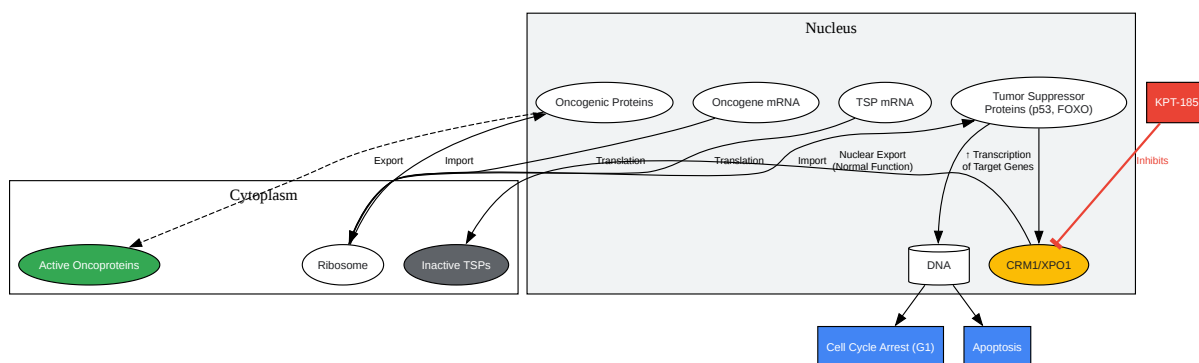 Nucleus
Oncogenic Proteins
Oncogene mRNA
TSP mRNA
Tumor Suppressor
Proteins (p53, FOXO)
KPT-185
Export
Import
Translation
Translation
Import
Nuclear Export
(Normal Function)
↑ Transcription
of Target Genes
Inhibits
Cytoplasm
Active Oncoproteins
Ribosome
Inactive TSPs
DNA
CRM1/XPO1
Cell Cycle Arrest (G1)
Apoptosis